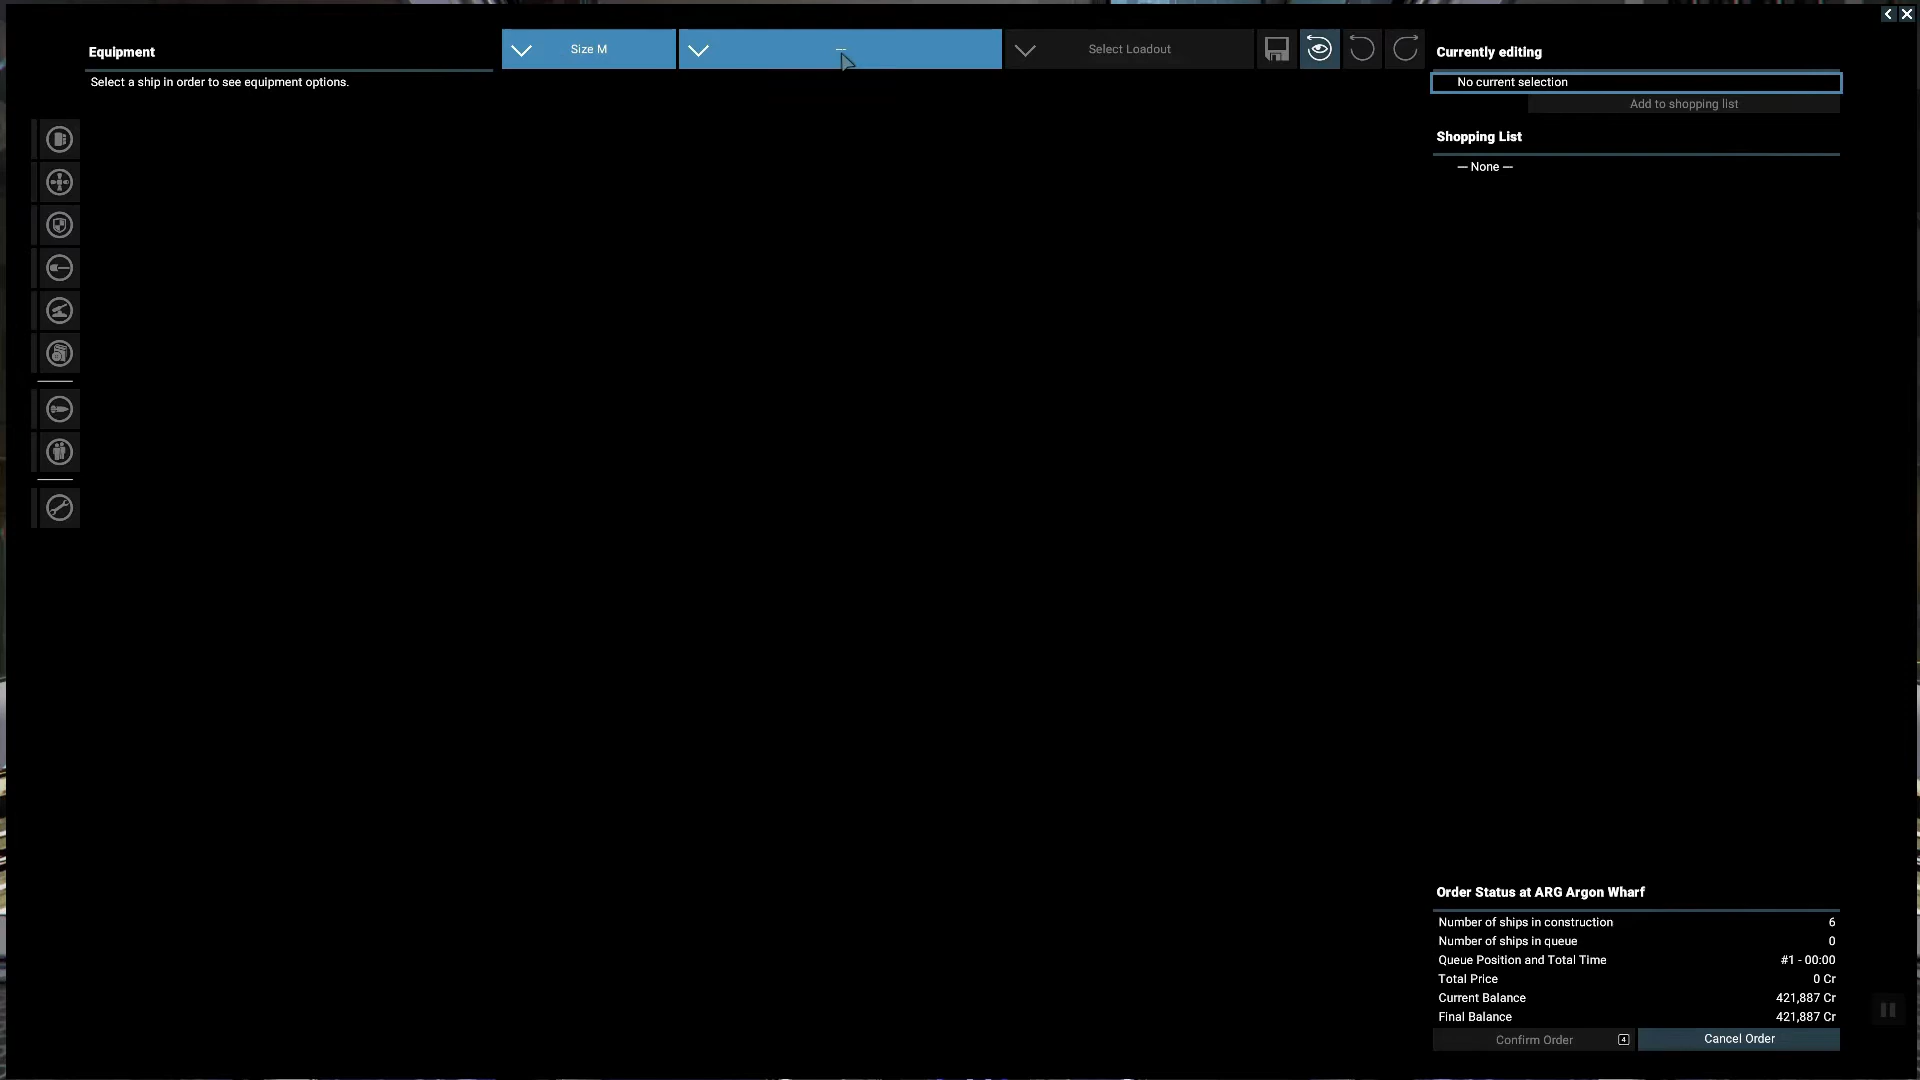 Equipment
Select a ship in order to see equipment options.
Size M
—
Select Loadout
Currently editing
No current selection
Add to shopping list
Shopping List
— None —
Order Status at ARG Argon Wharf
Number of ships in construction 6
Number of ships in queue 0
Queue Position and Total Time #1 - 00:00
Total Price 0 Cr
Current Balance 421,887 Cr
Final Balance 421,887 Cr
Confirm Order 4
Cancel Order